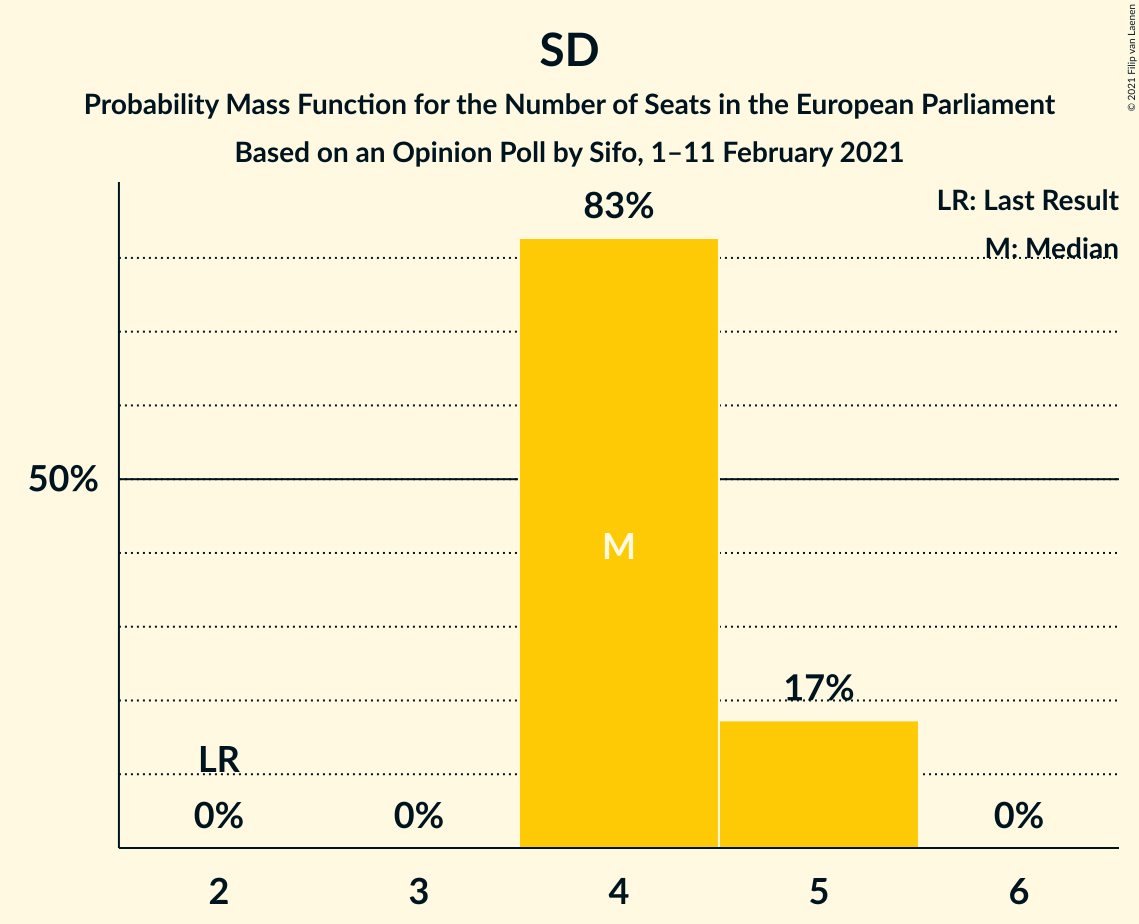 SD
Probability Mass Function for the Number of Seats in the European Parliament
Based on an Opinion Poll by Sifo, 1–11 February 2021
© 2021 Filip van Laenen
LR: Last Result
M: Median
83%
50%
M
17%
LR
0%
0%
0%
2
3
4
5
6